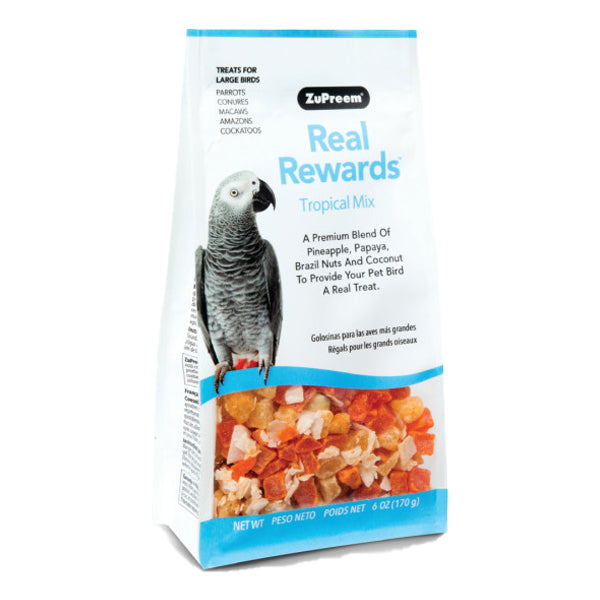 TREATS FOR
LARGE BIRDS
PARROTS
CONURES
MACAWS
AMAZONS
COCKATOOS
ZuPreem®
Real
Rewards™
Tropical Mix
A Premium Blend Of
Pineapple, Papaya,
Brazil Nuts And Coconut
To Provide Your Pet Bird
A Real Treat.
Golosinas para las aves más grandes
Régals pour les grands oiseaux
NET WT PESO NETO POIDS NET 6 OZ (170 g)